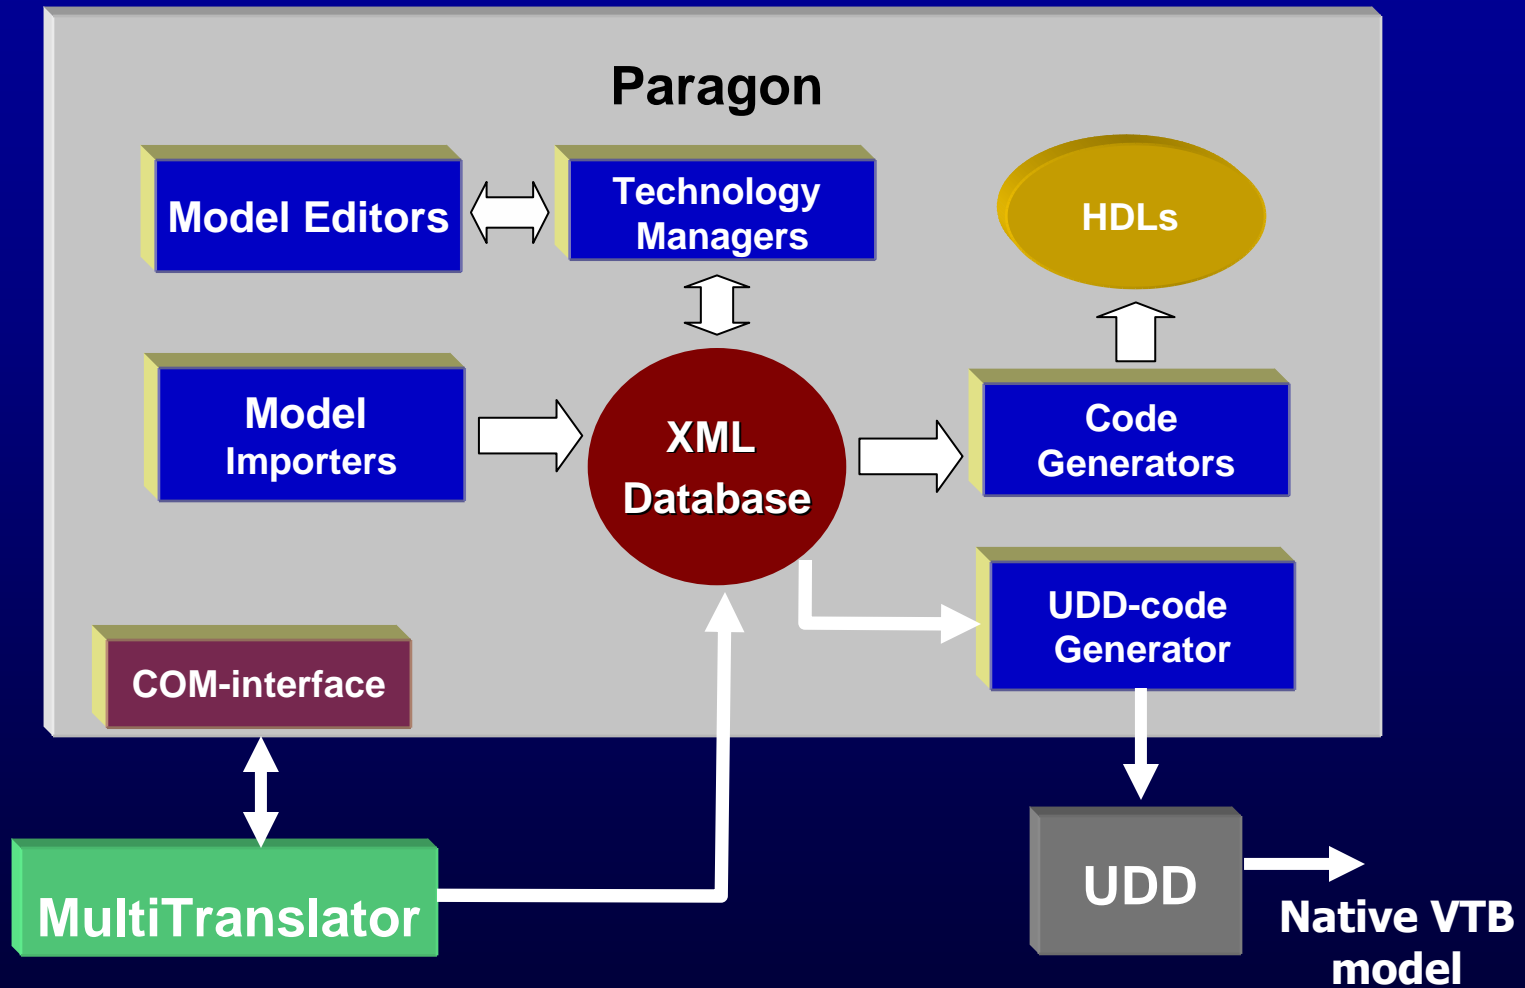 Paragon
Model Editors
Technology
Managers
HDLs
Model
Importers
XML
Database
Code
Generators
UDD-code
Generator
COM-interface
MultiTranslator
UDD
Native VTB
model